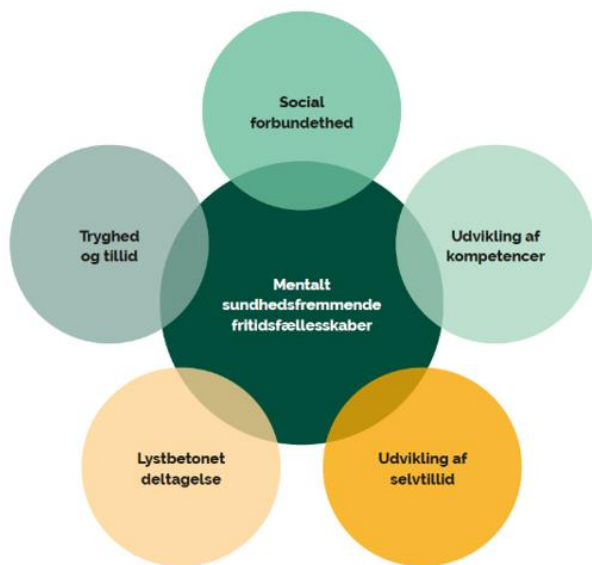 Social
forbundethed
Tryghed
og tillid
Udvikling af
kompetencer
Mentalt
sundhedsfremmende
fritidsfællesskaber
Lystbetonet
deltagelse
Udvikling af
selvtillid